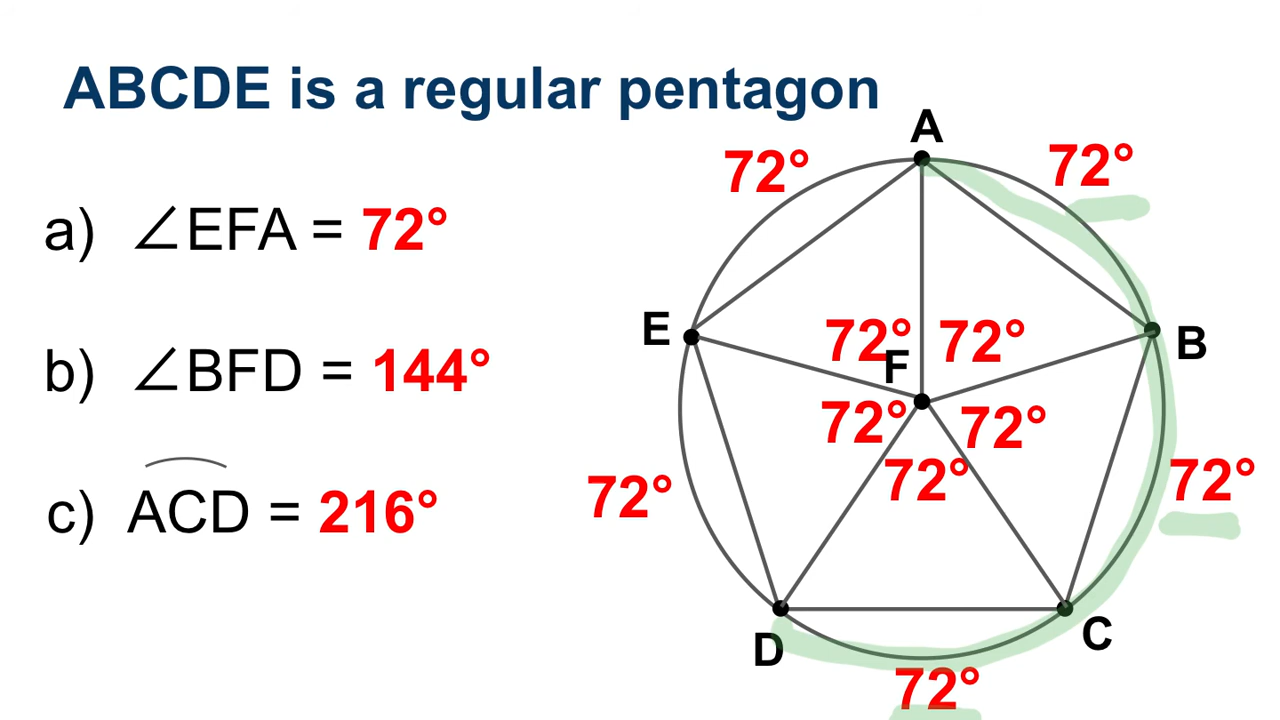 ABCDE is a regular pentagon
a) ∠EFA = 72°
b) ∠BFD = 144°
c) ACD = 216°
A
72°
72°
E
B
72°
72°
F
72°
72°
72°
72°
72°
D
C
72°